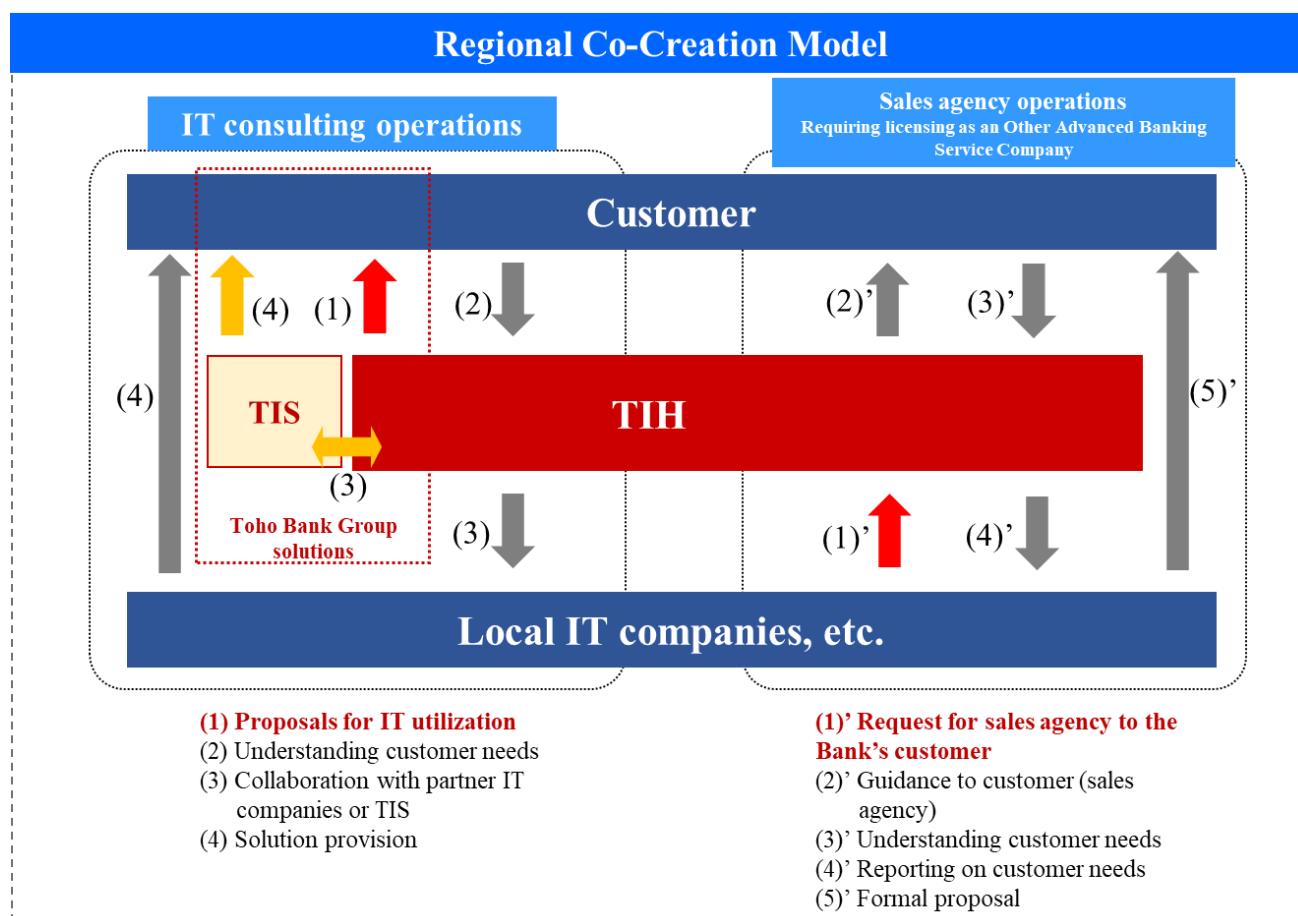 Regional Co-Creation Model
IT consulting operations
Sales agency operations
Requiring licensing as an Other Advanced Banking
Service Company
Customer
(4)
(1)
(2)
(2)’
(3)’
(4)
TIS
TIH
(5)’
(3)
Toho Bank Group
solutions
(3)
(1)’
(4)’
Local IT companies, etc.
(1) Proposals for IT utilization
(2) Understanding customer needs
(3) Collaboration with partner IT
companies or TIS
(4) Solution provision
(1)’ Request for sales agency to the
Bank’s customer
(2)’ Guidance to customer (sales
agency)
(3)’ Understanding customer needs
(4)’ Reporting on customer needs
(5)’ Formal proposal